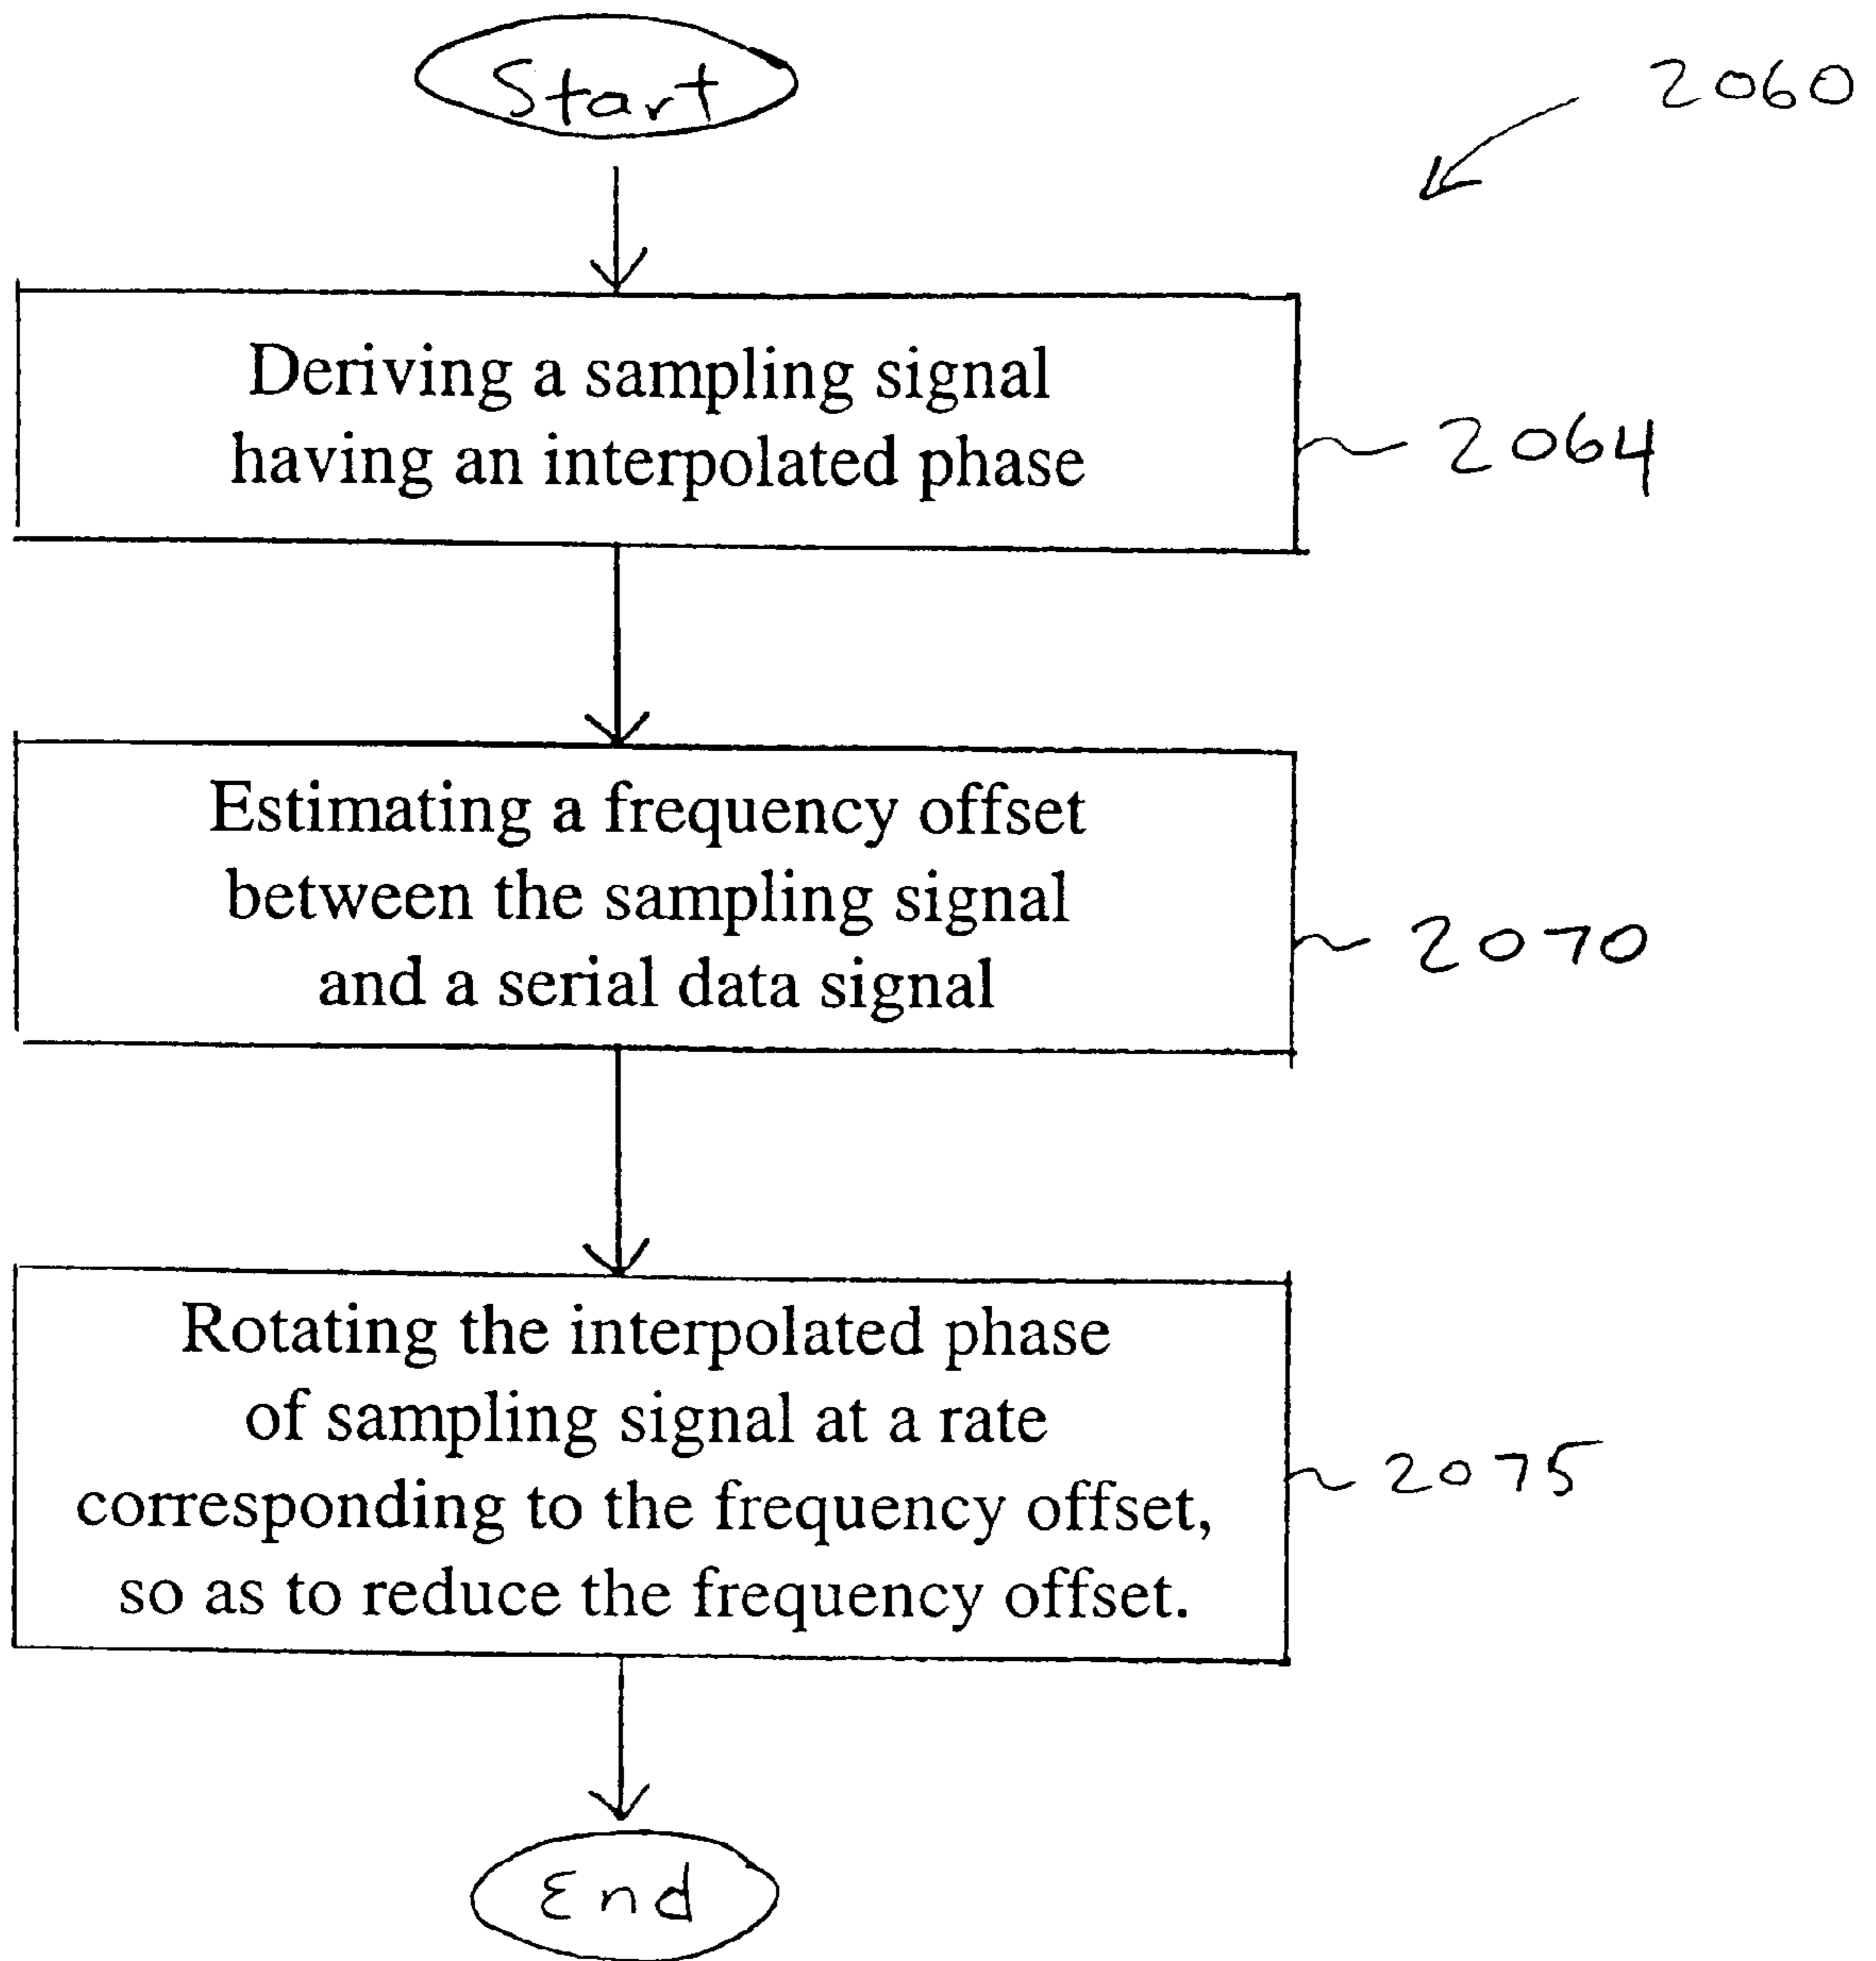 Start
2060
Deriving a sampling signal
having an interpolated phase
2064
Estimating a frequency offset
between the sampling signal
and a serial data signal
2070
Rotating the interpolated phase
of sampling signal at a rate
corresponding to the frequency offset,
so as to reduce the frequency offset.
2075
End